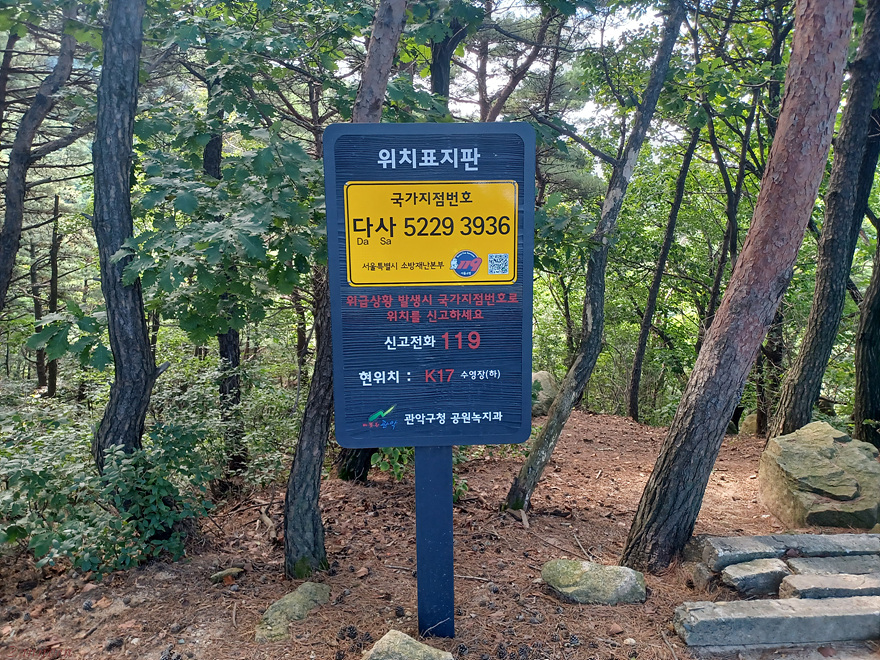 위치표지판
국가지점번호
다사 5229 3936
Da Sa
서울특별시 소방재난본부 119
위급상황 발생시 국가지점번호로
위치를 신고하세요
신고전화 119
현위치 : K17 수영장(하)
관악구청 공원녹지과